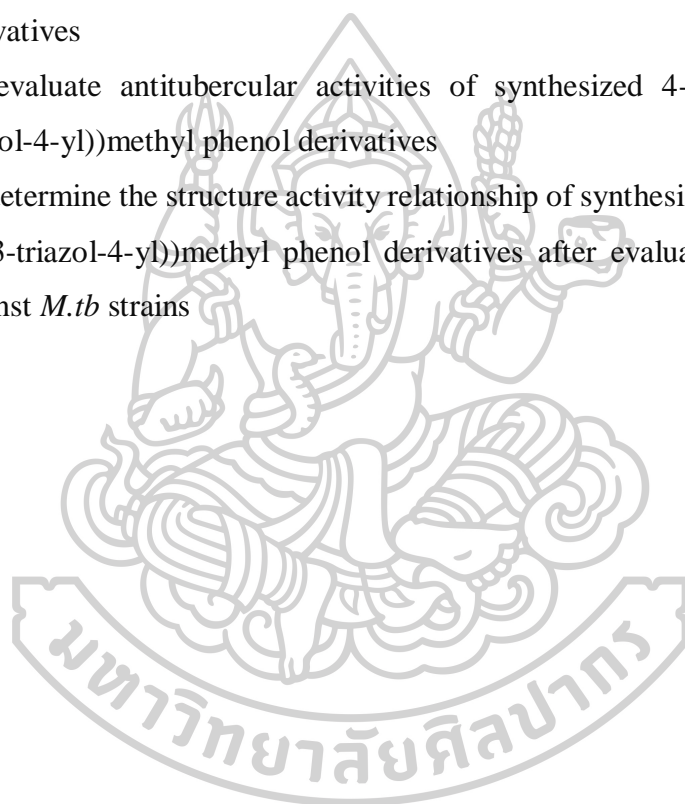 vatives
evaluate antitubercular activities of synthesized 4-
ol-4-yl))methyl phenol derivatives
etermine the structure activity relationship of synthesi
3-triazol-4-yl))methyl phenol derivatives after evalua
nst M.tb strains
มหาวิทยาลัยศิลปากร